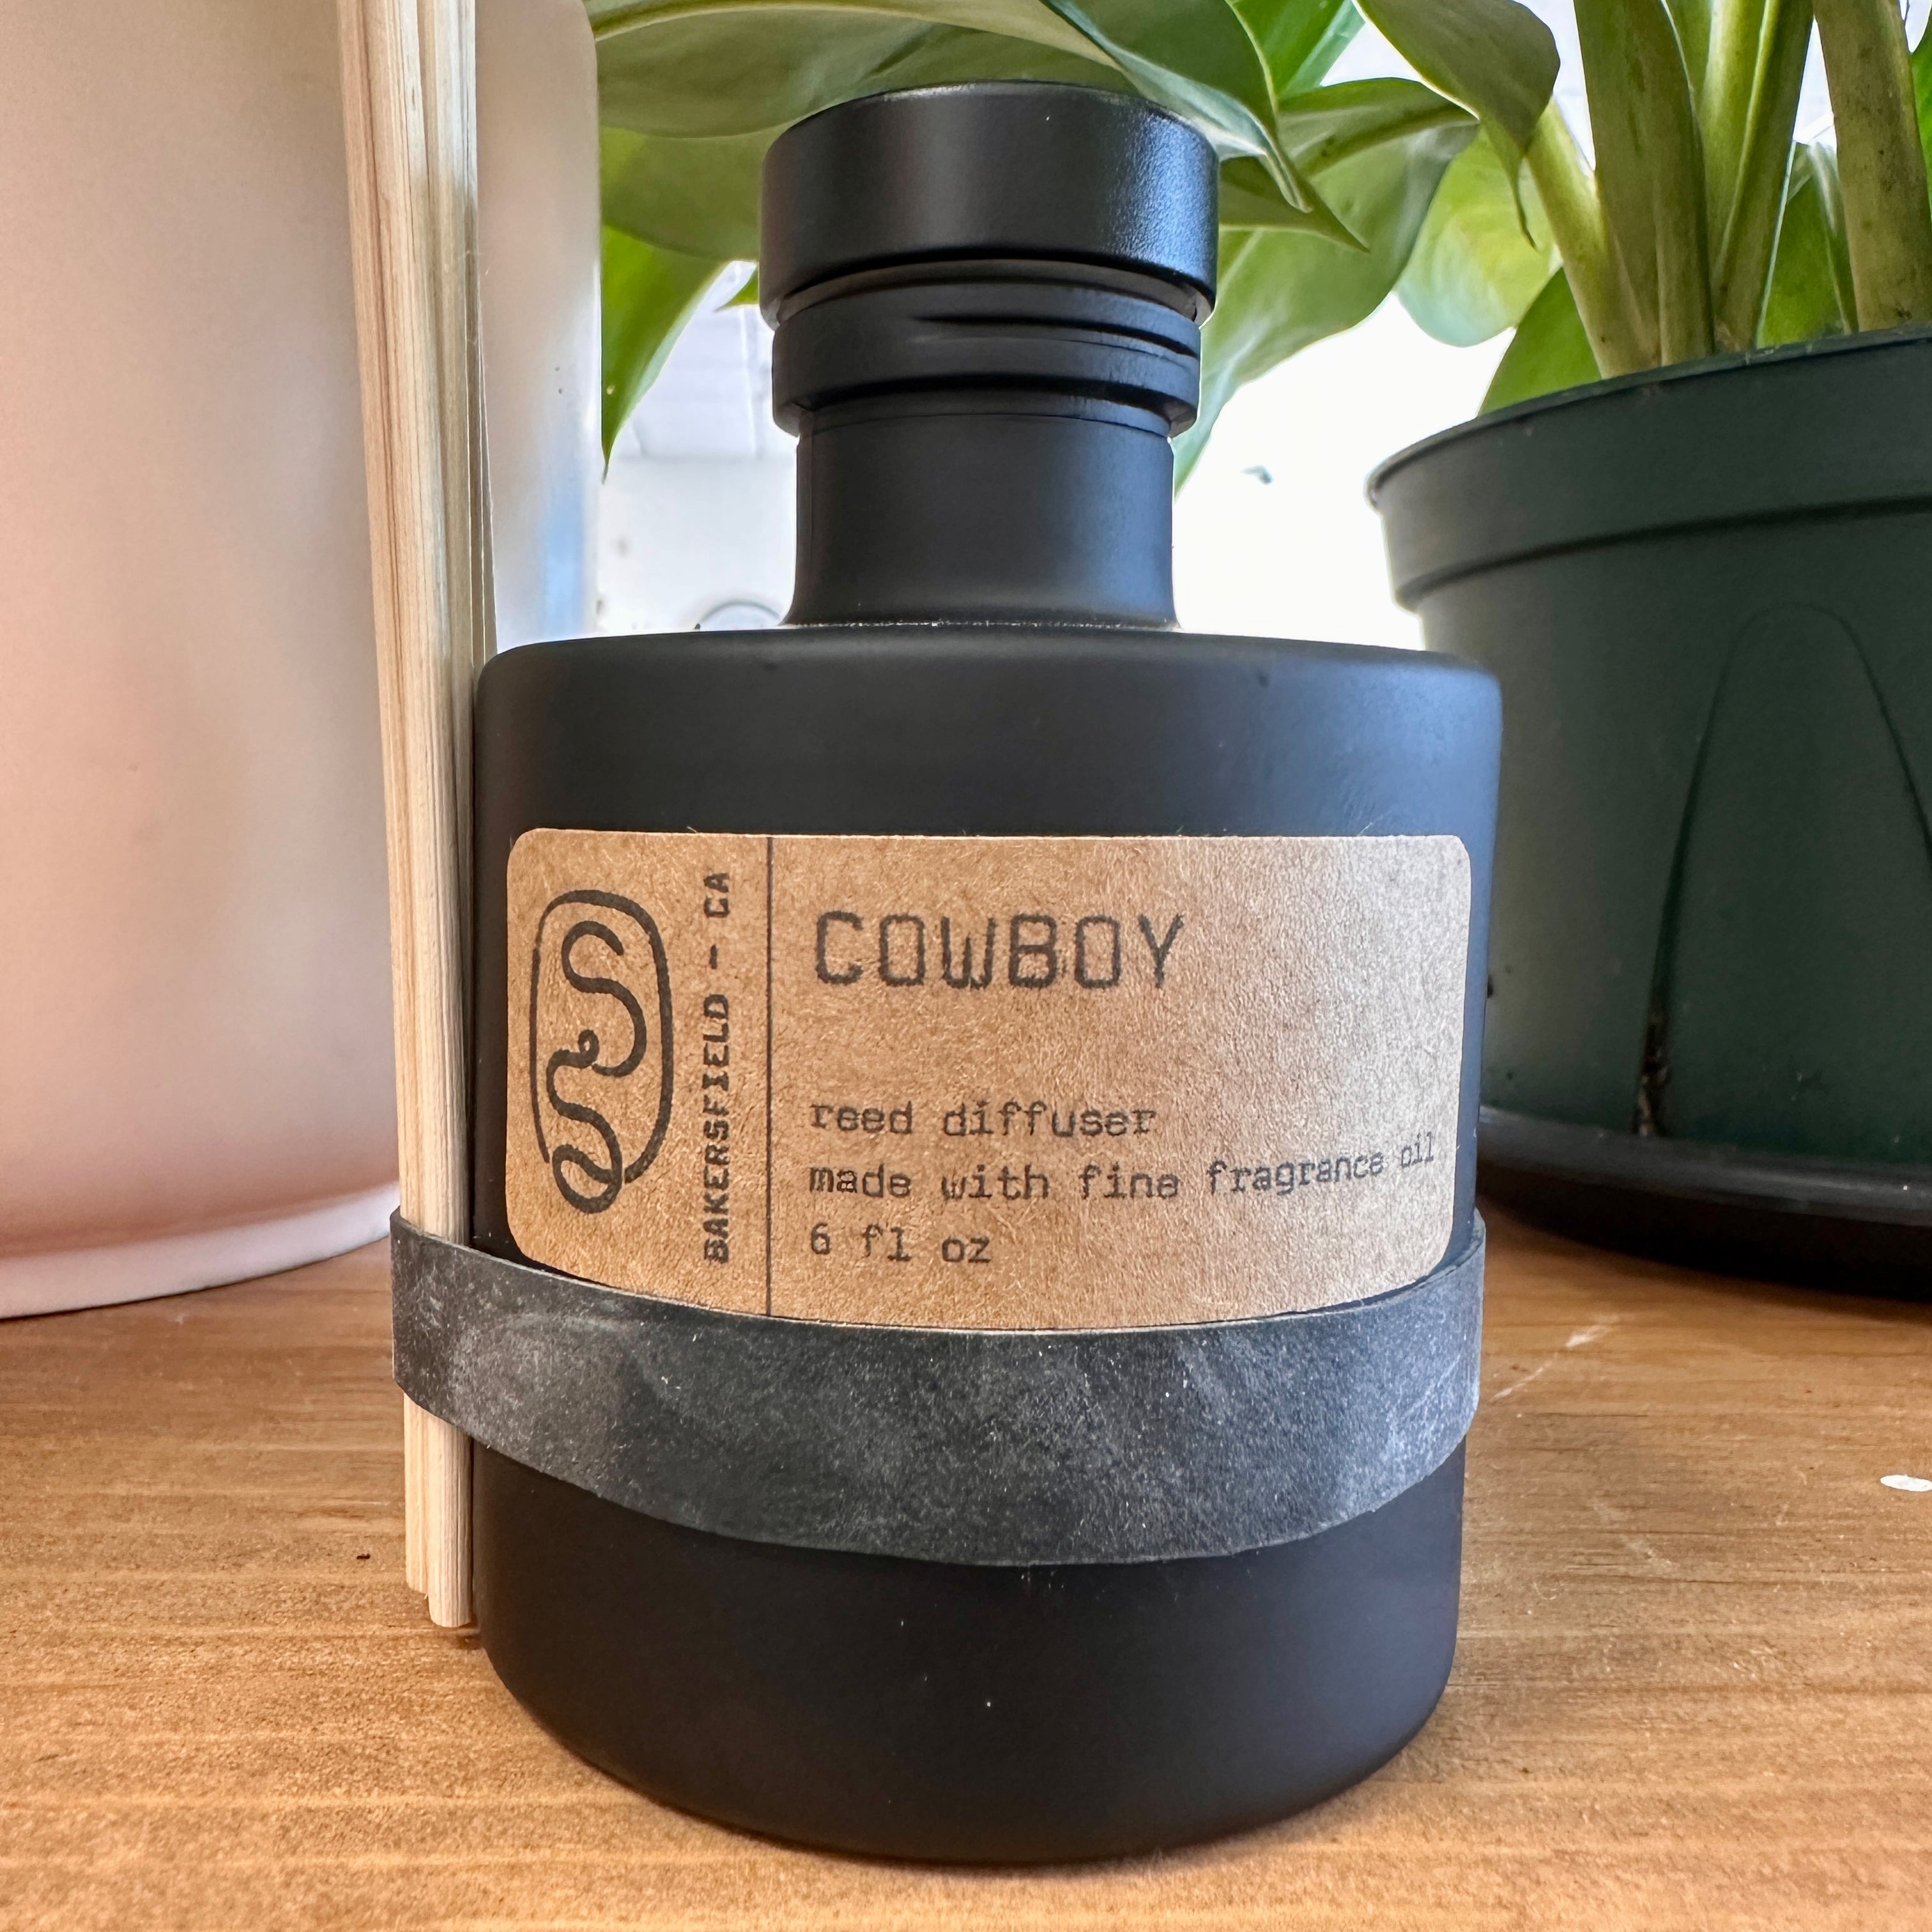 BAKERSFIELD - CA
COWBOY
reed diffuser
made with fine fragrance oil
6 fl oz